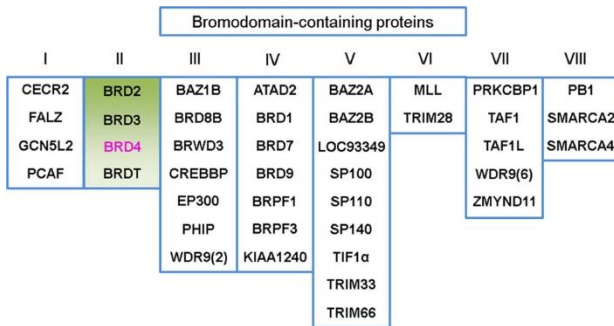 Bromodomain-containing proteins
I II III IV V VI VII VIII
CECR2 BRD2 BAZ1B ATAD2 BAZ2A MLL PRKCBP1 PB1
FALZ BRD3 BRD8B BRD1 BAZ2B TRIM28 TAF1 SMARCA2
GCN5L2 BRD4 BRWD3 BRD7 LOC93349 TAF1L SMARCA4
PCAF BRDT CREBBP BRD9 SP100 WDR9(6)
EP300 BRPF1 SP110 ZMYND11
PHIP BRPF3 SP140
WDR9(2) KIAA1240 TIF1α
TRIM33
TRIM66